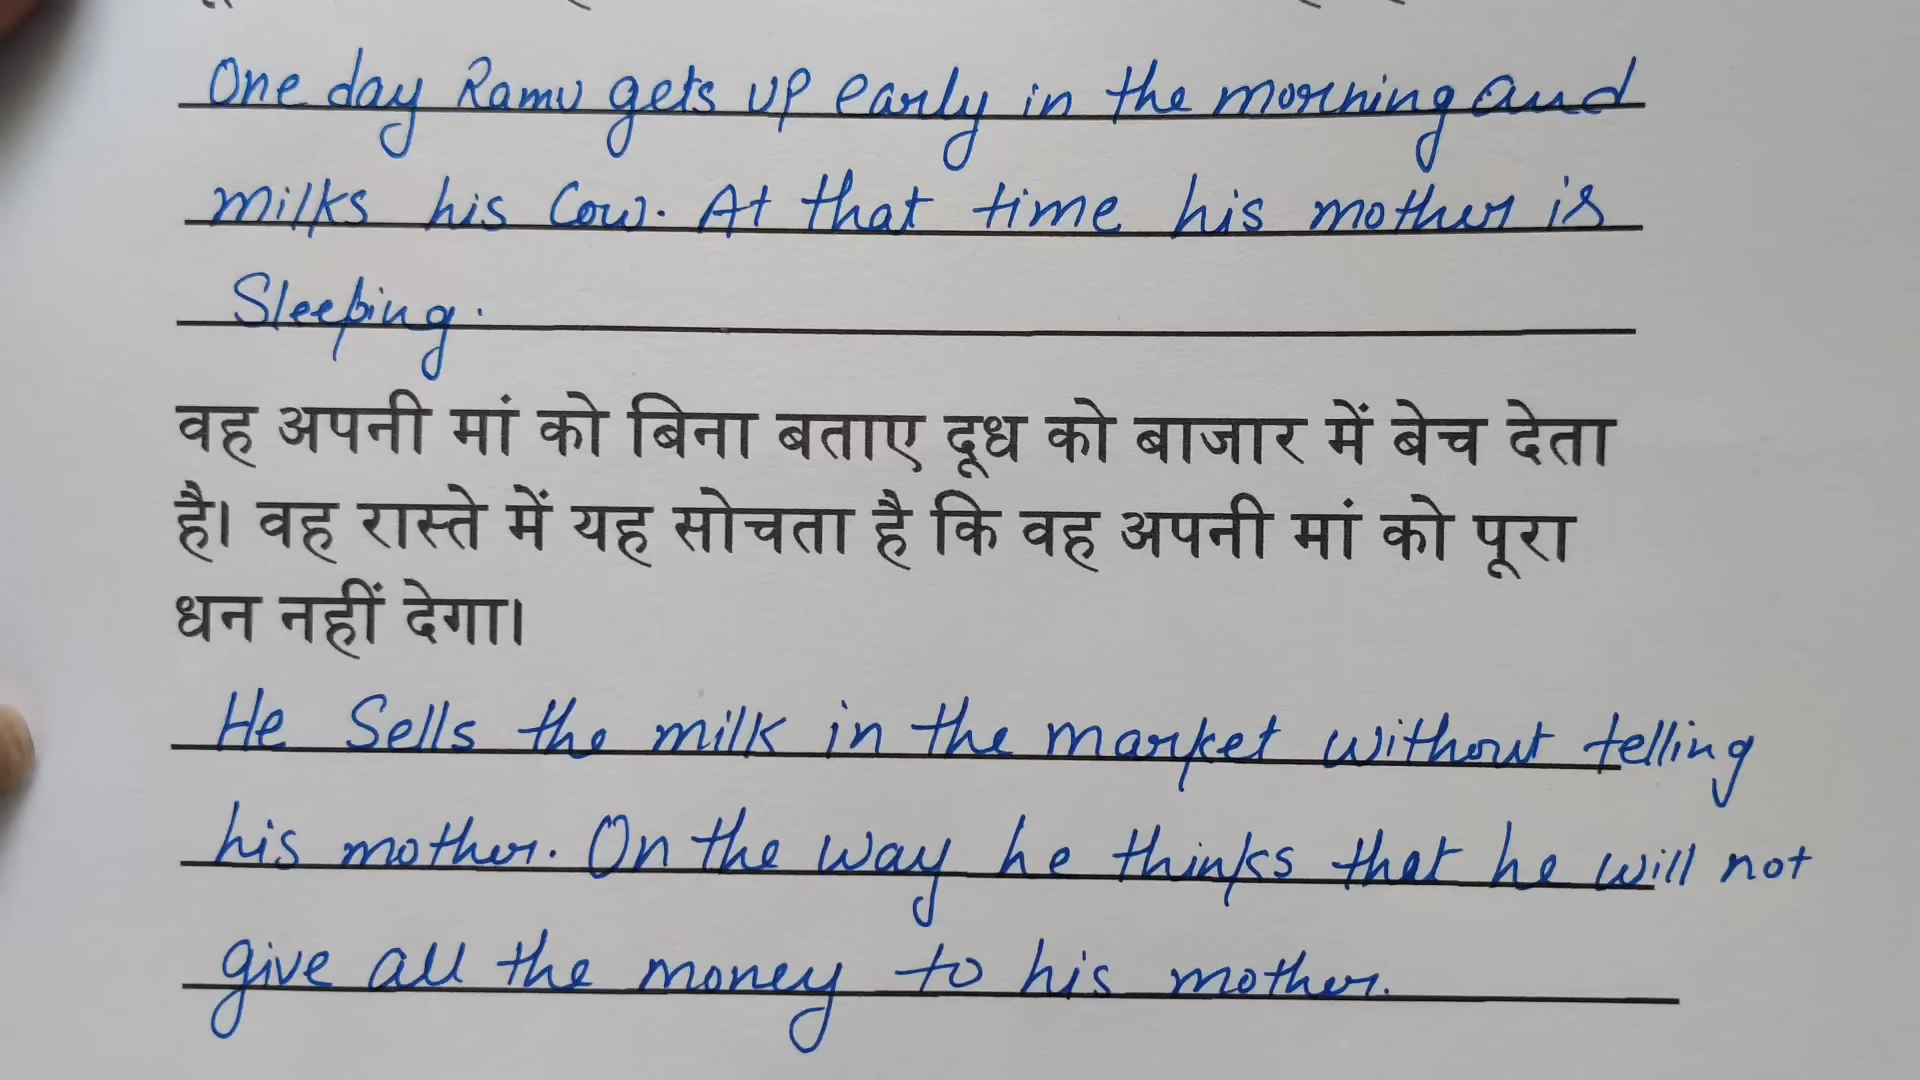 One day Ramu gets up early in the morning and
milks his Cow. At that time his mother is
Sleeping.
वह अपनी मां को बिना बताए दूध को बाजार में बेच देता
है। वह रास्ते में यह सोचता है कि वह अपनी मां को पूरा
धन नहीं देगा।
He Sells the milk in the market without telling
his mother. On the way he thinks that he will not
give all the money to his mother.